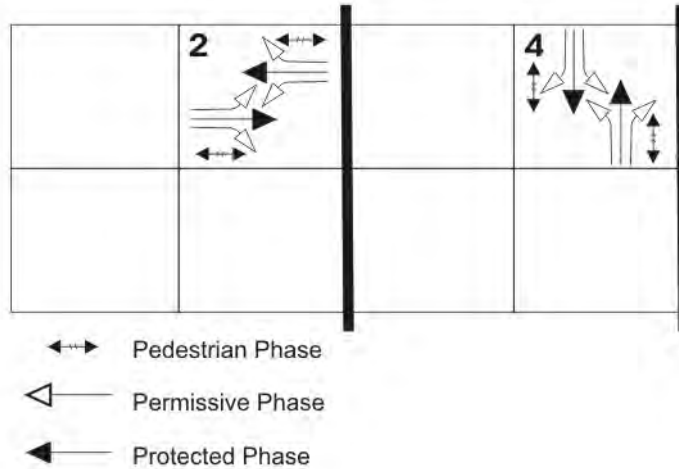 2
4
Pedestrian Phase
Permissive Phase
Protected Phase